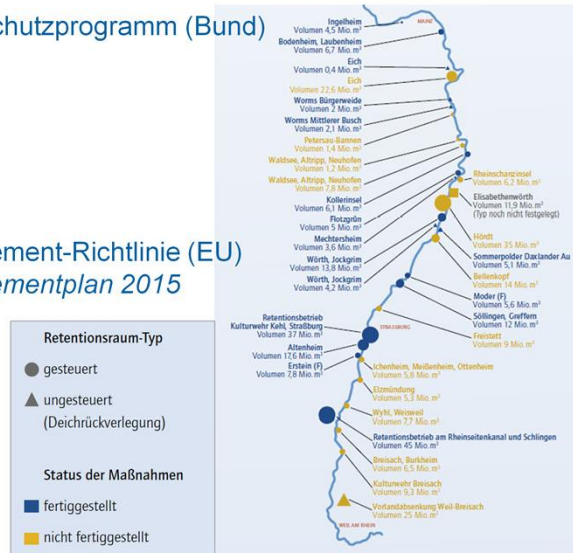 chutzprogramm (Bund)
ement-Richtlinie (EU)
ementplan 2015
Retentionsraum-Typ
gesteuert
ungesteuert
(Deichrückverlegung)
Status der Maßnahmen
fertiggestellt
nicht fertiggestellt
MAINZ
Ingelheim
Volumen 4,5 Mio.m³
Bodenheim, Laubenheim
Volumen 6,7 Mio.m³
Eich
Volumen 0,4 Mio.m³
Eich
Volumen 22,6 Mio.m³
Worms Bürgerweide
Volumen 2 Mio.m³
Worms Mittlerer Busch
Volumen 2,1 Mio.m³
Petersau-Bannen
Volumen 1,4 Mio.m³
Waldsee, Altripp, Neuhofen
Volumen 1,2 Mio.m³
Waldsee, Altripp, Neuhofen
Volumen 7,8 Mio.m³
Kollerinsel
Volumen 6,1 Mio.m³
Flotzgrün
Volumen 5 Mio.m³
Mechtersheim
Volumen 3,6 Mio.m³
Wörth, Jockgrim
Volumen 13,8 Mio.m³
Wörth, Jockgrim
Volumen 4,2 Mio.m³
Rheinschanzinsel
Volumen 6,2 Mio.m³
Elisabethenwörth
Volumen 11,9 Mio.m³
(Typ noch nicht festgelegt)
Hördt
Volumen 35 Mio.m³
Sommerpolder Daxlander Au
Volumen 5,1 Mio.m³
Bellenkopf
Volumen 14 Mio.m³
Moder (F)
Volumen 5,6 Mio.m³
Söllingen, Greffern
Volumen 12 Mio.m³
Freistett
Volumen 9 Mio.m³
Retentionsbetrieb
Kulturwehr Kehl, Straßburg
Volumen 37 Mio.m³
STRASSBURG
Altenheim
Volumen 17,6 Mio.m³
Erstein (F)
Volumen 7,8 Mio.m³
Ichenheim, Meißenheim, Ottenheim
Volumen 5,8 Mio.m³
Elzmündung
Volumen 5,3 Mio.m³
Wyhl, Weisweil
Volumen 7,7 Mio.m³
Retentionsbetrieb am Rheinseitenkanal und Schlingen
Volumen 45 Mio.m³
Breisach, Burkheim
Volumen 6,5 Mio.m³
Kulturwehr Breisach
Volumen 9,3 Mio.m³
Vorlandabsenkung Weil-Breisach
Volumen 25 Mio.m³
WEIL AM RHEIN